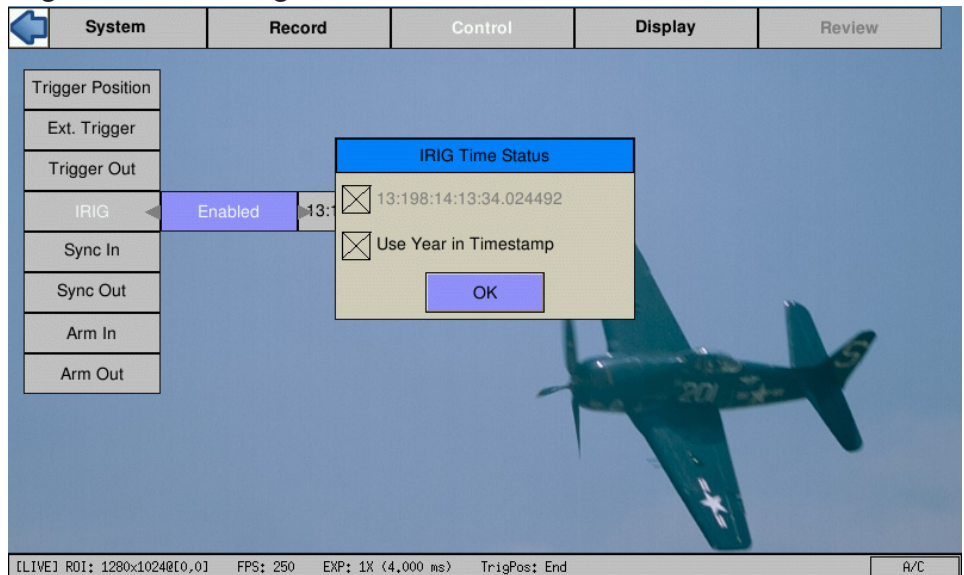 System Record Control Display Review
Trigger Position
Ext. Trigger
Trigger Out
IRIG Enabled 13:1
Sync In
Sync Out
Arm In
Arm Out
IRIG Time Status
13:198:14:13:34.024492
Use Year in Timestamp
OK
201
[LIVE] ROI: 1280x1024@[0,0] FPS: 250 EXP: 1X (4.000 ms) TrigPos: End A/C